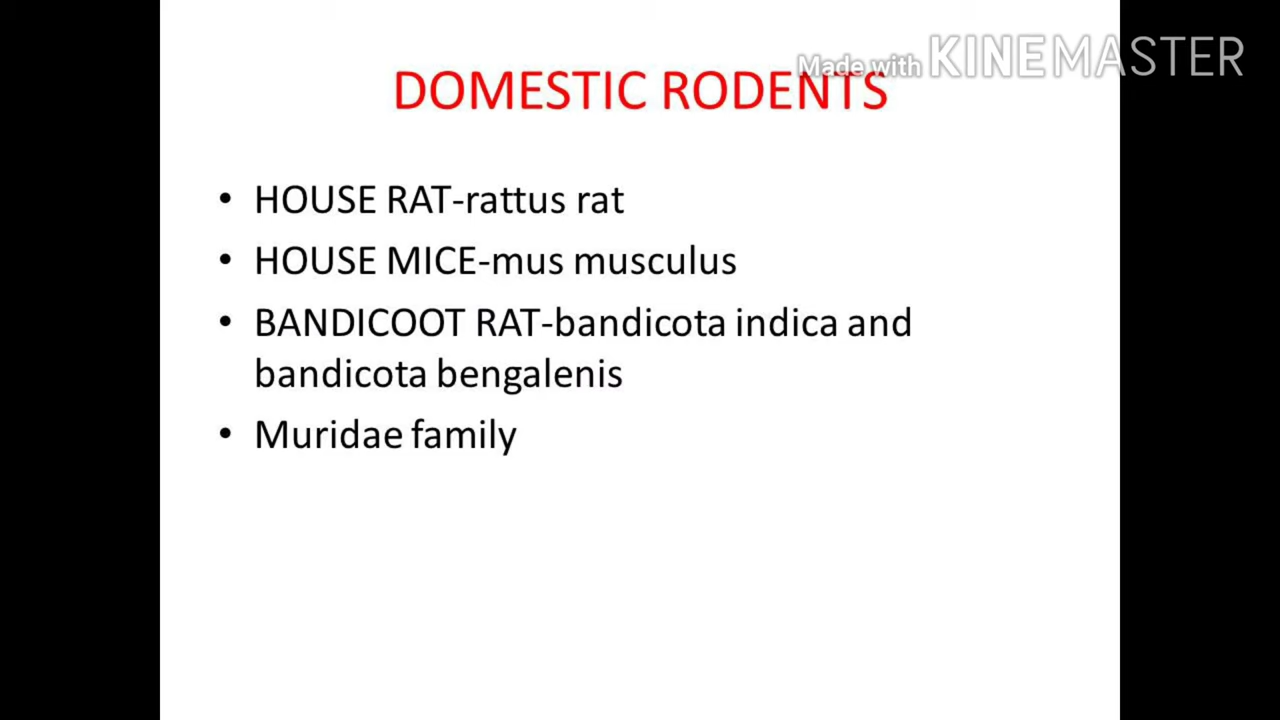 Made with KINEMASTER
DOMESTIC RODENTS
• HOUSE RAT-rattus rat
• HOUSE MICE-mus musculus
• BANDICOOT RAT-bandicota indica and
bandicota bengalenis
• Muridae family